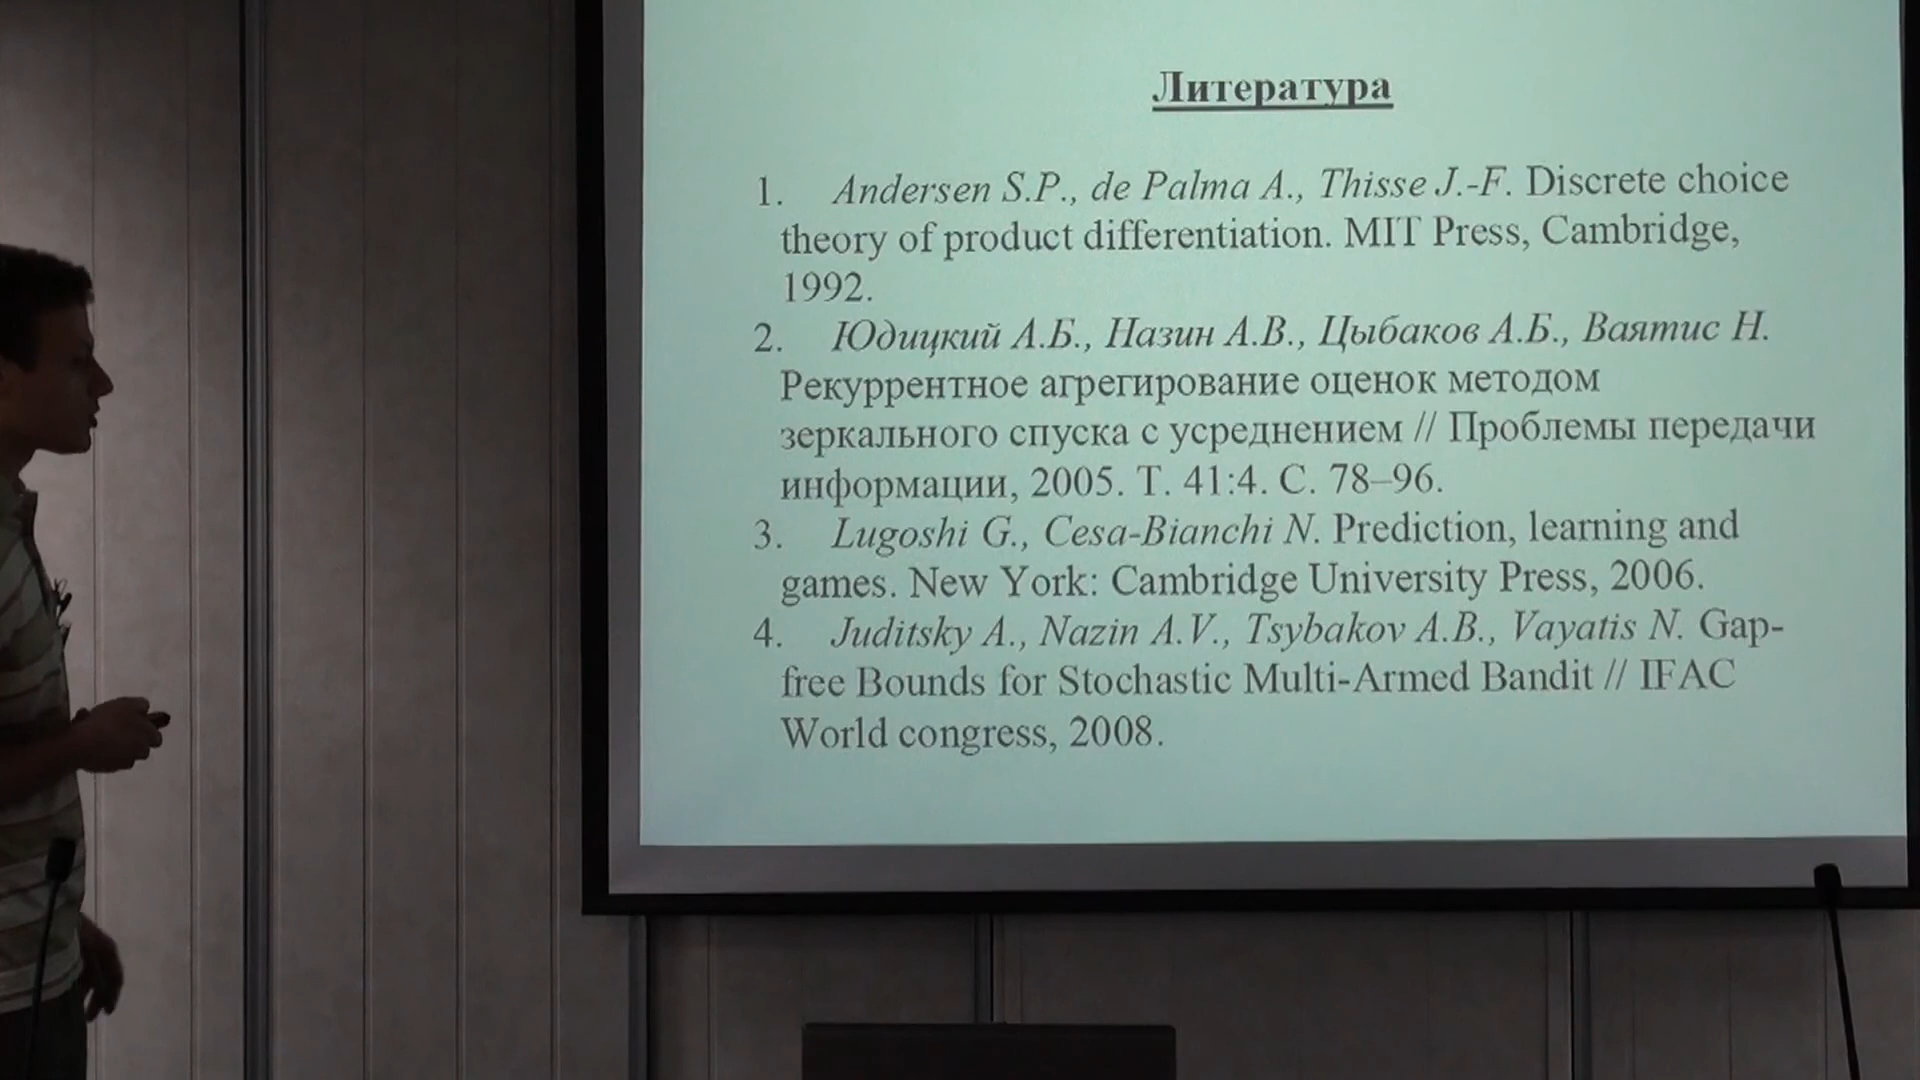 Литература
1. Andersen S.P., de Palma A., Thisse J.-F. Discrete choice
theory of product differentiation. MIT Press, Cambridge,
1992.
2. Юдицкий А.Б., Назин А.В., Цыбаков А.Б., Ваятис Н.
Рекуррентное агрегирование оценок методом
зеркального спуска с усреднением // Проблемы передачи
информации, 2005. Т. 41:4. С. 78–96.
3. Lugoshi G., Cesa-Bianchi N. Prediction, learning and
games. New York: Cambridge University Press, 2006.
4. Juditsky A., Nazin A.V., Tsybakov A.B., Vayatis N. Gap-
free Bounds for Stochastic Multi-Armed Bandit // IFAC
World congress, 2008.